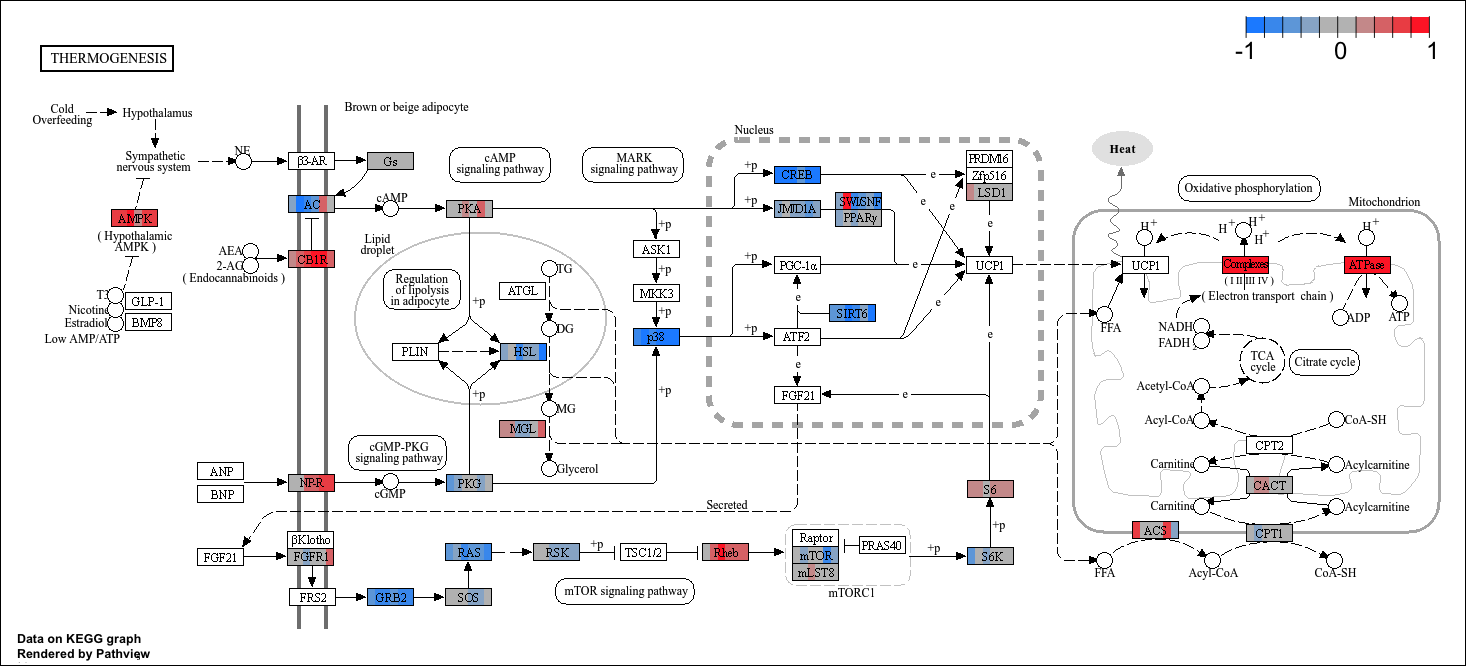 -1 0 1
THERMOGENESIS
Brown or beige adipocyte
Cold
Overfeeding
Hypothalamus
Sympathetic
nervous system
NE
β3-AR
Gs
cAMP
signaling pathway
MARK
signaling pathway
Nucleus
AC
cAMP
PKA
AMPK
( Hypothalamic
AMPK )
AEA
2-AG
( Endocannabinoids )
CB1R
T3
Nicotine
Estradiol
Low AMP/ATP
GLP-1
BMP8
Lipid
droplet
Regulation
of lipolysis
in adipocyte
+p
TG
ATGL
DG
PLIN
HSL
+p
MG
MGL
Glycerol
+p
ASK1
+p
MKK3
+p
p38
+p
+p
+p
+p
+p
CREB
JMJD1A
SWISNF
PPARγ
PGC-1α
SIRT6
ATF2
e
FGF21
e
e
e
e
e
e
e
e
e
PRDM16
Zfp516
LSD1
UCP1
Heat
Oxidative phosphorylation
Mitochondrion
H+
H+
H+
H+
H+
UCP1
Complexes
( I II III IV )
( Electron transport chain )
ATPase
ADP
ATP
FFA
NADH
FADH2
TCA
cycle
Citrate cycle
Acetyl-CoA
Acyl-CoA
CoA-SH
CPT2
Carnitine
Acylcarnitine
CACT
Carnitine
Acylcarnitine
ACS
CPT1
FFA
Acyl-CoA
CoA-SH
ANP
BNP
NP-R
cGMP-PKG
signaling pathway
cGMP
PKG
Secreted
FGF21
βKlotho
FGFR1
FRS2
GRB2
SOS
RAS
RSK
+p
TSC1/2
Rheb
mTOR signaling pathway
Raptor
mTOR
mLST8
PRAS40
mTORC1
+p
S6K
+p
S6
Data on KEGG graph
Rendered by Pathview